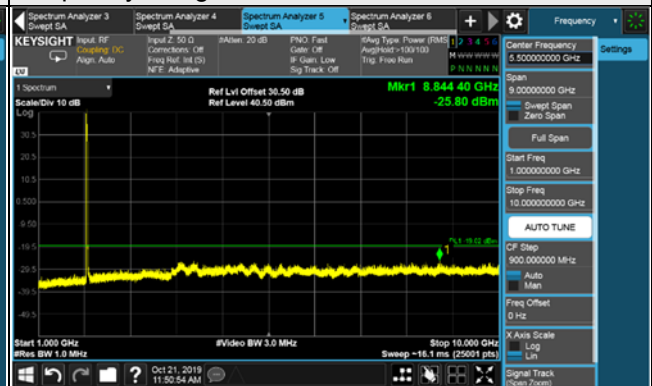 Spectrum Analyzer 3
Swept SA
Spectrum Analyzer 4
Swept SA
Spectrum Analyzer 5
Swept SA
Spectrum Analyzer 6
Swept SA
+
Frequency
KEYSIGHT
Input: RF
Coupling: DC
Align: Auto
Input Z: 50 Ω
Corrections: Off
Freq Ref: Int (S)
NFE: Adaptive
#Atten: 20 dB
PNO: Fast
Gate: Off
IF Gain: Low
Sig Track: Off
#Avg Type: Power (RMS)
Avg|Hold:>100/100
Trig: Free Run
1 2 3 4 5 6
M w w w w w
P N N N N N
LXI
Center Frequency
5.500000000 GHz
Settings
1 Spectrum
Scale/Div 10 dB
Ref Lvl Offset 30.50 dB
Ref Level 40.50 dBm
Mkr1 8.844 40 GHz
-25.80 dBm
Log
30.5
20.5
10.5
0.500
-9.50
-19.5
-29.5
-39.5
-49.5
1
Span
9.00000000 GHz
Swept Span
Zero Span
Full Span
Start Freq
1.000000000 GHz
Stop Freq
10.000000000 GHz
AUTO TUNE
CF Step
900.000000 MHz
Auto
Man
Freq Offset
0 Hz
X Axis Scale
Log
Lin
Signal Track
(Span Zoom)
Start 1.000 GHz
#Res BW 1.0 MHz
#Video BW 3.0 MHz
Stop 10.000 GHz
Sweep ~16.1 ms (25001 pts)
?
Oct 21, 2019
11:50:54 AM